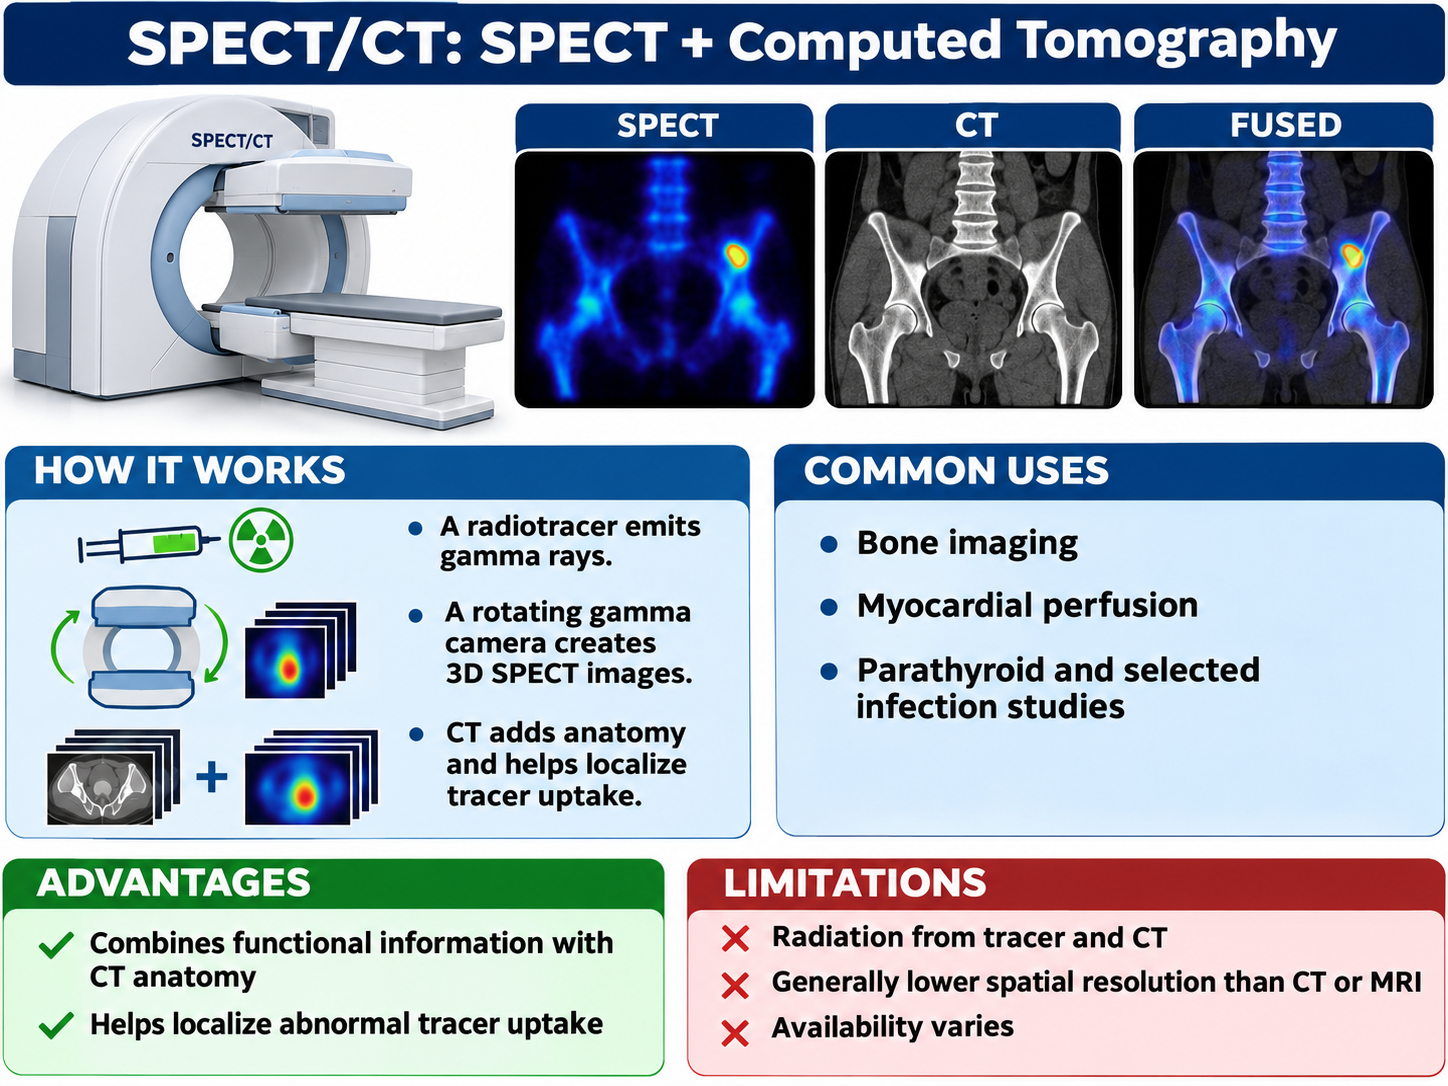 SPECT/CT: SPECT + Computed Tomography
SPECT/CT
SPECT
CT
FUSED
HOW IT WORKS
A radiotracer emits
gamma rays.
A rotating gamma
camera creates
3D SPECT images.
CT adds anatomy
and helps localize
tracer uptake.
COMMON USES
Bone imaging
Myocardial perfusion
Parathyroid and selected
infection studies
ADVANTAGES
Combines functional information with
CT anatomy
Helps localize abnormal tracer uptake
LIMITATIONS
Radiation from tracer and CT
Generally lower spatial resolution than CT or MRI
Availability varies